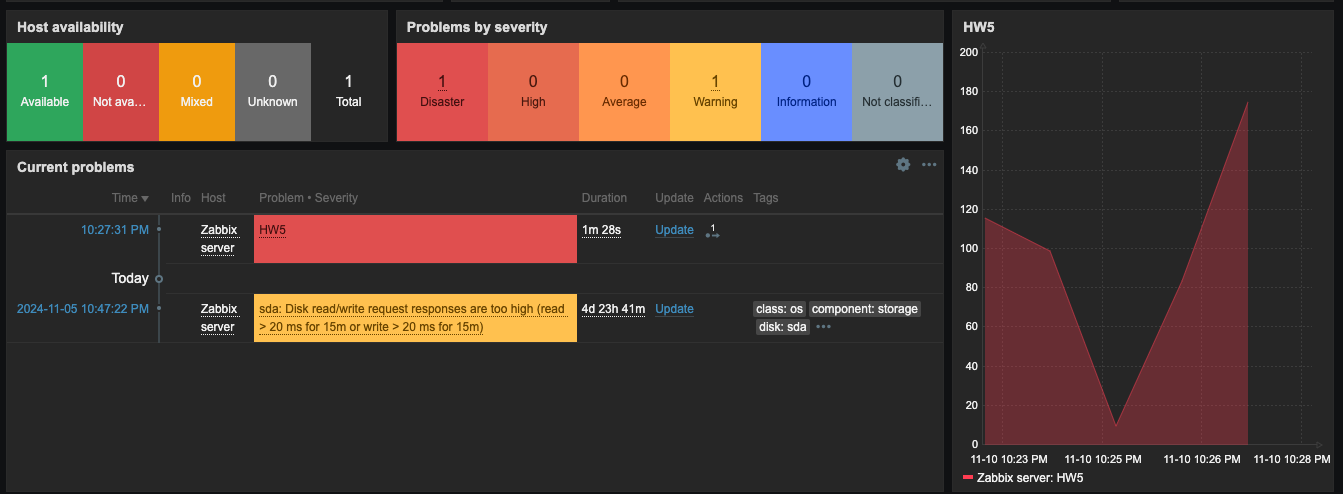 Host availability
1
Available
0
Not ava...
0
Mixed
0
Unknown
1
Total
Problems by severity
1
Disaster
0
High
0
Average
1
Warning
0
Information
0
Not classifi...
Current problems
Time Info Host Problem • Severity Duration Update Actions Tags
10:27:31 PM Zabbix server HW5 1m 28s Update 1
Today
2024-11-05 10:47:22 PM Zabbix server sda: Disk read/write request responses are too high (read
> 20 ms for 15m or write > 20 ms for 15m) 4d 23h 41m Update class: os component: storage
disk: sda •••
HW5
200
180
160
140
120
100
80
60
40
20
0
11-10 10:23 PM 11-10 10:25 PM 11-10 10:26 PM 11-10 10:28 PM
Zabbix server: HW5